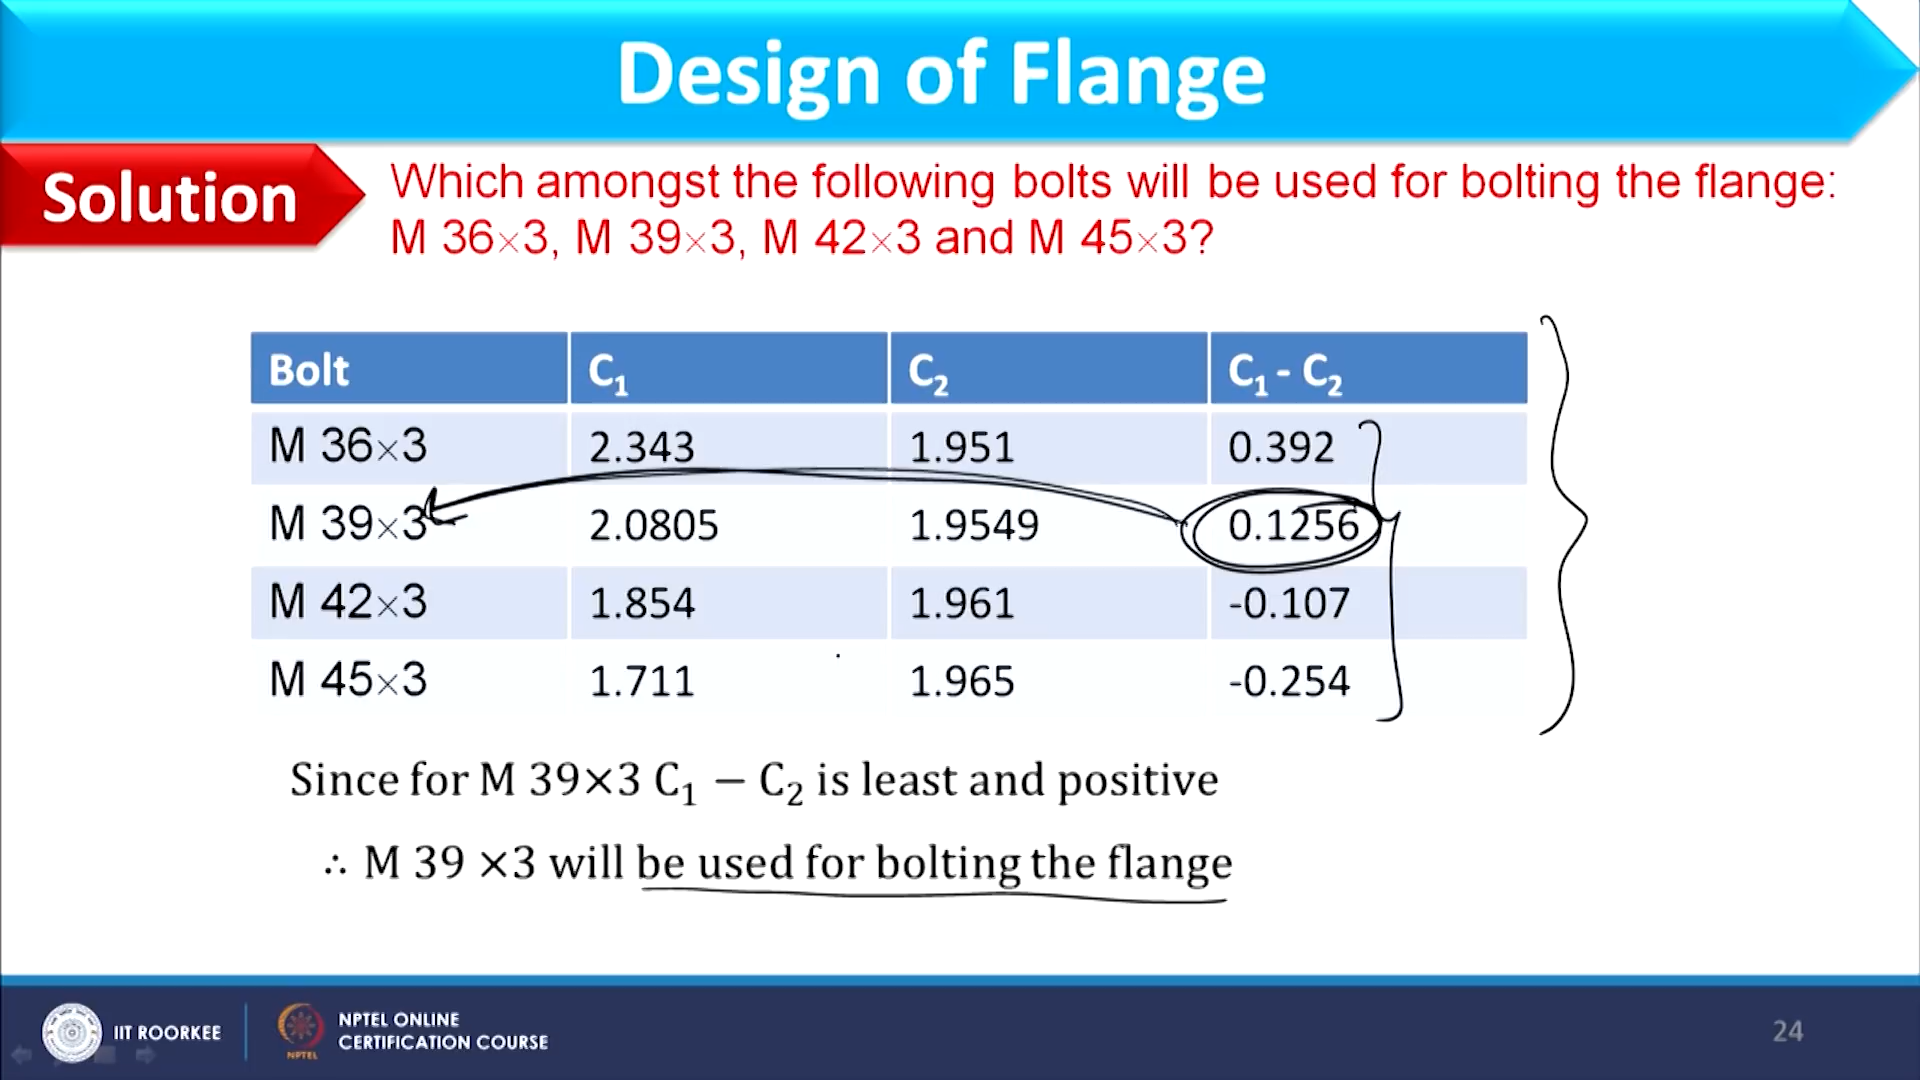 Design of Flange
Solution
Which amongst the following bolts will be used for bolting the flange:
M 36×3, M 39×3, M 42×3 and M 45×3?
Bolt C₁ C₂ C₁ - C₂
M 36×3 2.343 1.951 0.392
M 39×3 2.0805 1.9549 0.1256
M 42×3 1.854 1.961 -0.107
M 45×3 1.711 1.965 -0.254
Since for M 39×3 C₁ − C₂ is least and positive
∴ M 39 ×3 will be used for bolting the flange
IIT ROORKEE
NPTEL
NPTEL ONLINE
CERTIFICATION COURSE
24